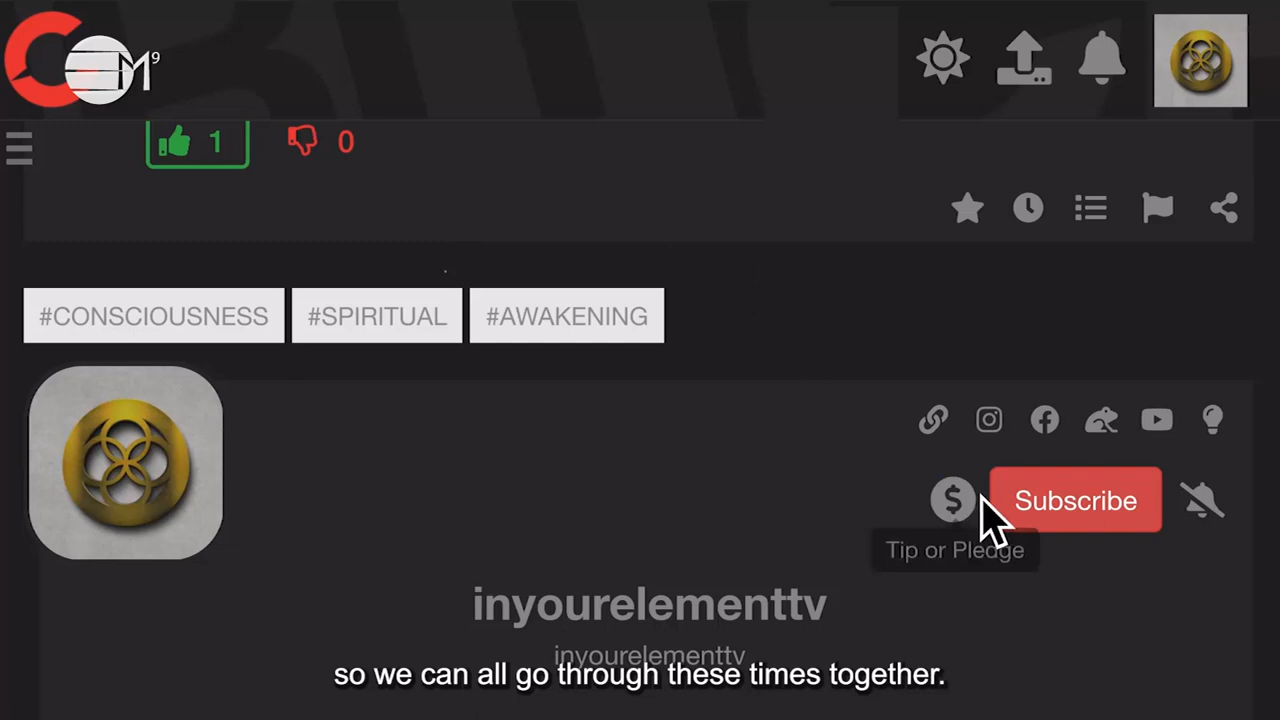 M9
1
0
#CONSCIOUSNESS #SPIRITUAL #AWAKENING
Subscribe
Tip or Pledge
inyourelementtv
inyourelementtv
so we can all go through these times together.